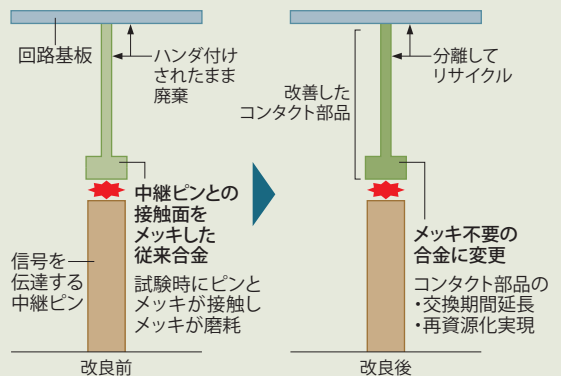 回路基板
ハンダ付け
されたまま
廃棄
中継ピンとの
接触面を
メッキした
従来合金
信号を
伝達する
中継ピン
試験時にピンと
メッキが接触し
メッキが磨耗
改良前
分離して
リサイクル
改善した
コンタクト部品
メッキ不要の
合金に変更
コンタクト部品の
・交換期間延長
・再資源化実現
改良後